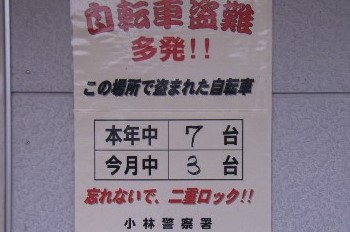 自転車盗難
多発!!
この場所で盗まれた自転車
本年中 7 台
今月中 3 台
忘れないで、二重ロック!!
小林警察署